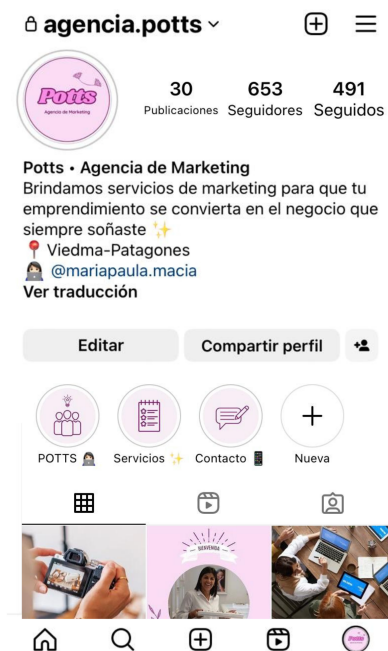 agencia.potts
Potts
Agencia de Marketing
30 653 491
Publicaciones Seguidores Seguidos
Potts • Agencia de Marketing
Brindamos servicios de marketing para que tu
emprendimiento se convierta en el negocio que
siempre soñaste ✨
📍 Viedma-Patagones
👩🏻‍💻 @mariapaula.macia
Ver traducción
Editar Compartir perfil
POTTS 👩🏻‍💻 Servicios ✨ Contacto 📱 Nueva
BIENVENIDA
Potts